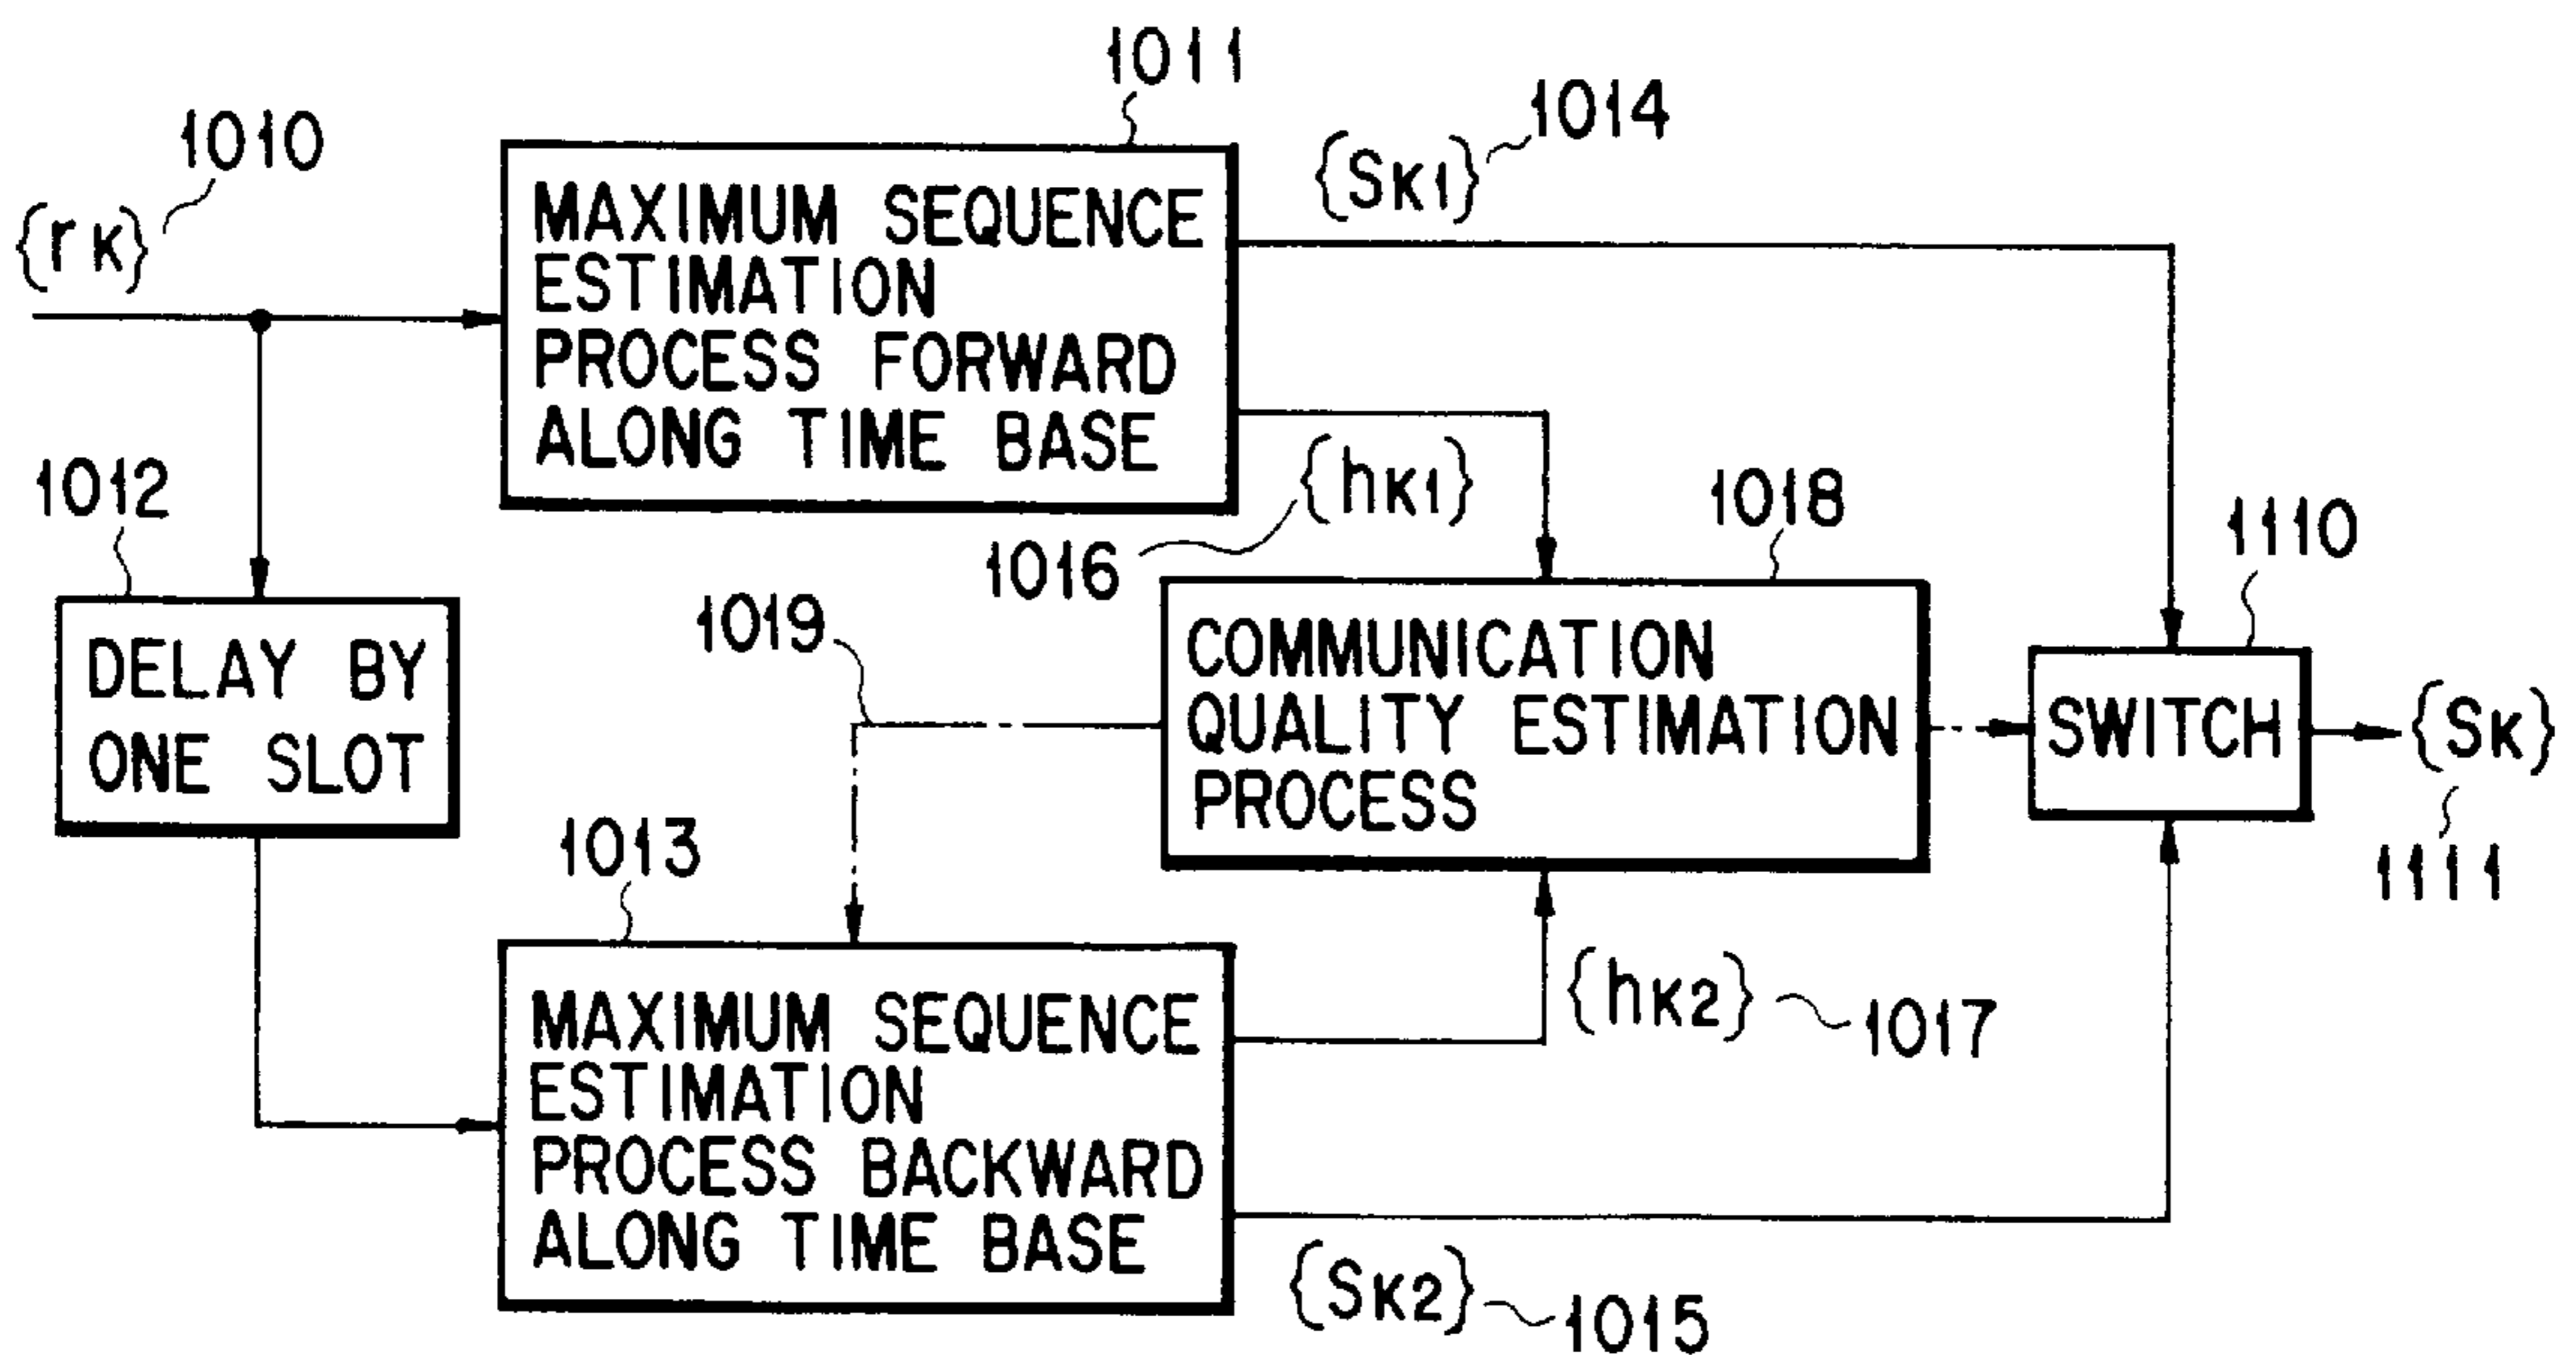 1011
1014
1010
{SK1}
{rK}
MAXIMUM SEQUENCE
ESTIMATION
PROCESS FORWARD
ALONG TIME BASE
{hK1}
1012
1016
1018
1110
1019
DELAY BY
ONE SLOT
COMMUNICATION
QUALITY ESTIMATION
PROCESS
SWITCH
{SK}
1111
1013
MAXIMUM SEQUENCE
ESTIMATION
PROCESS BACKWARD
ALONG TIME BASE
{hK2}
1017
{SK2}
1015